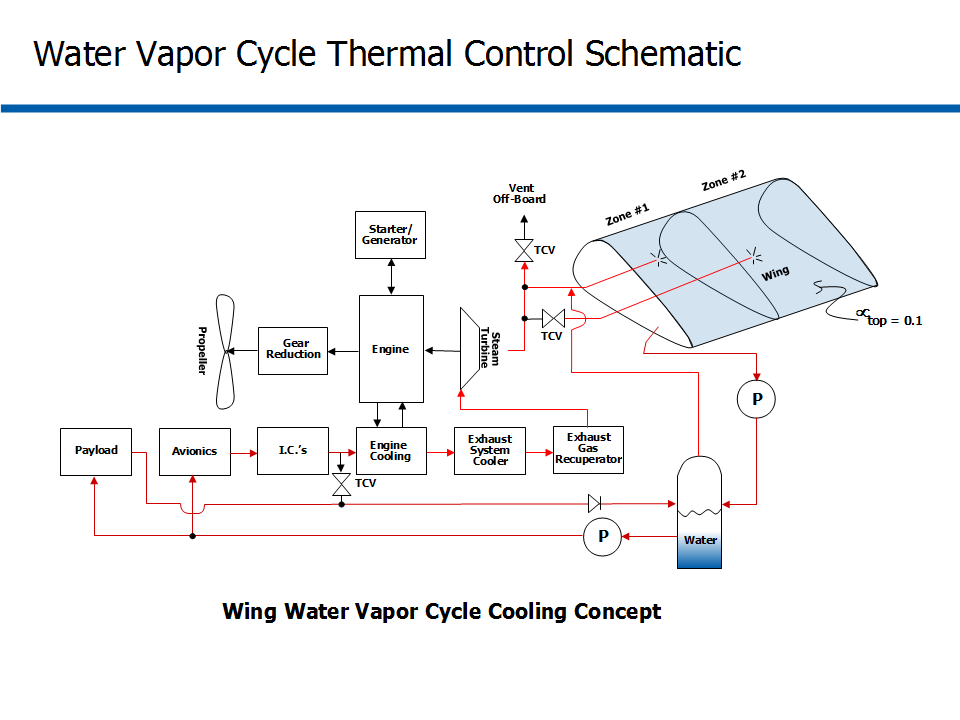 Water Vapor Cycle Thermal Control Schematic
Vent
Off-Board
Zone #1
Zone #2
TCV
Starter/
Generator
Wing
∝top = 0.1
Propeller
Gear
Reduction
Engine
Steam
Turbine
TCV
P
Payload
Avionics
I.C.'s
Engine
Cooling
Exhaust
System
Cooler
Exhaust
Gas
Recuperator
TCV
P
Water
Wing Water Vapor Cycle Cooling Concept